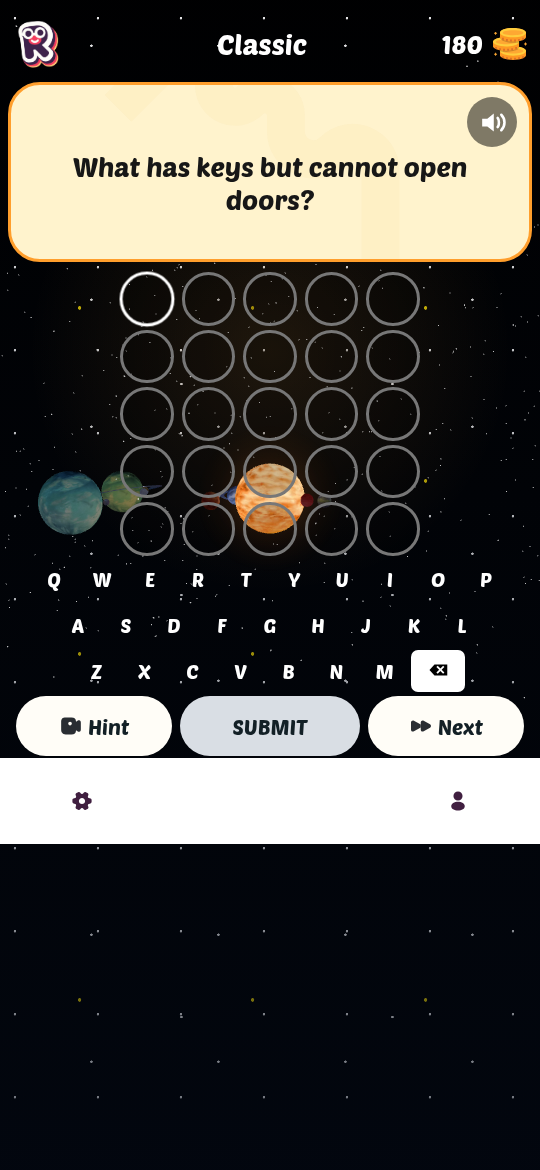 Classic
180
What has keys but cannot open
doors?
Q W E R T Y U I O P
A S D F G H J K L
Z X C V B N M
Hint SUBMIT Next